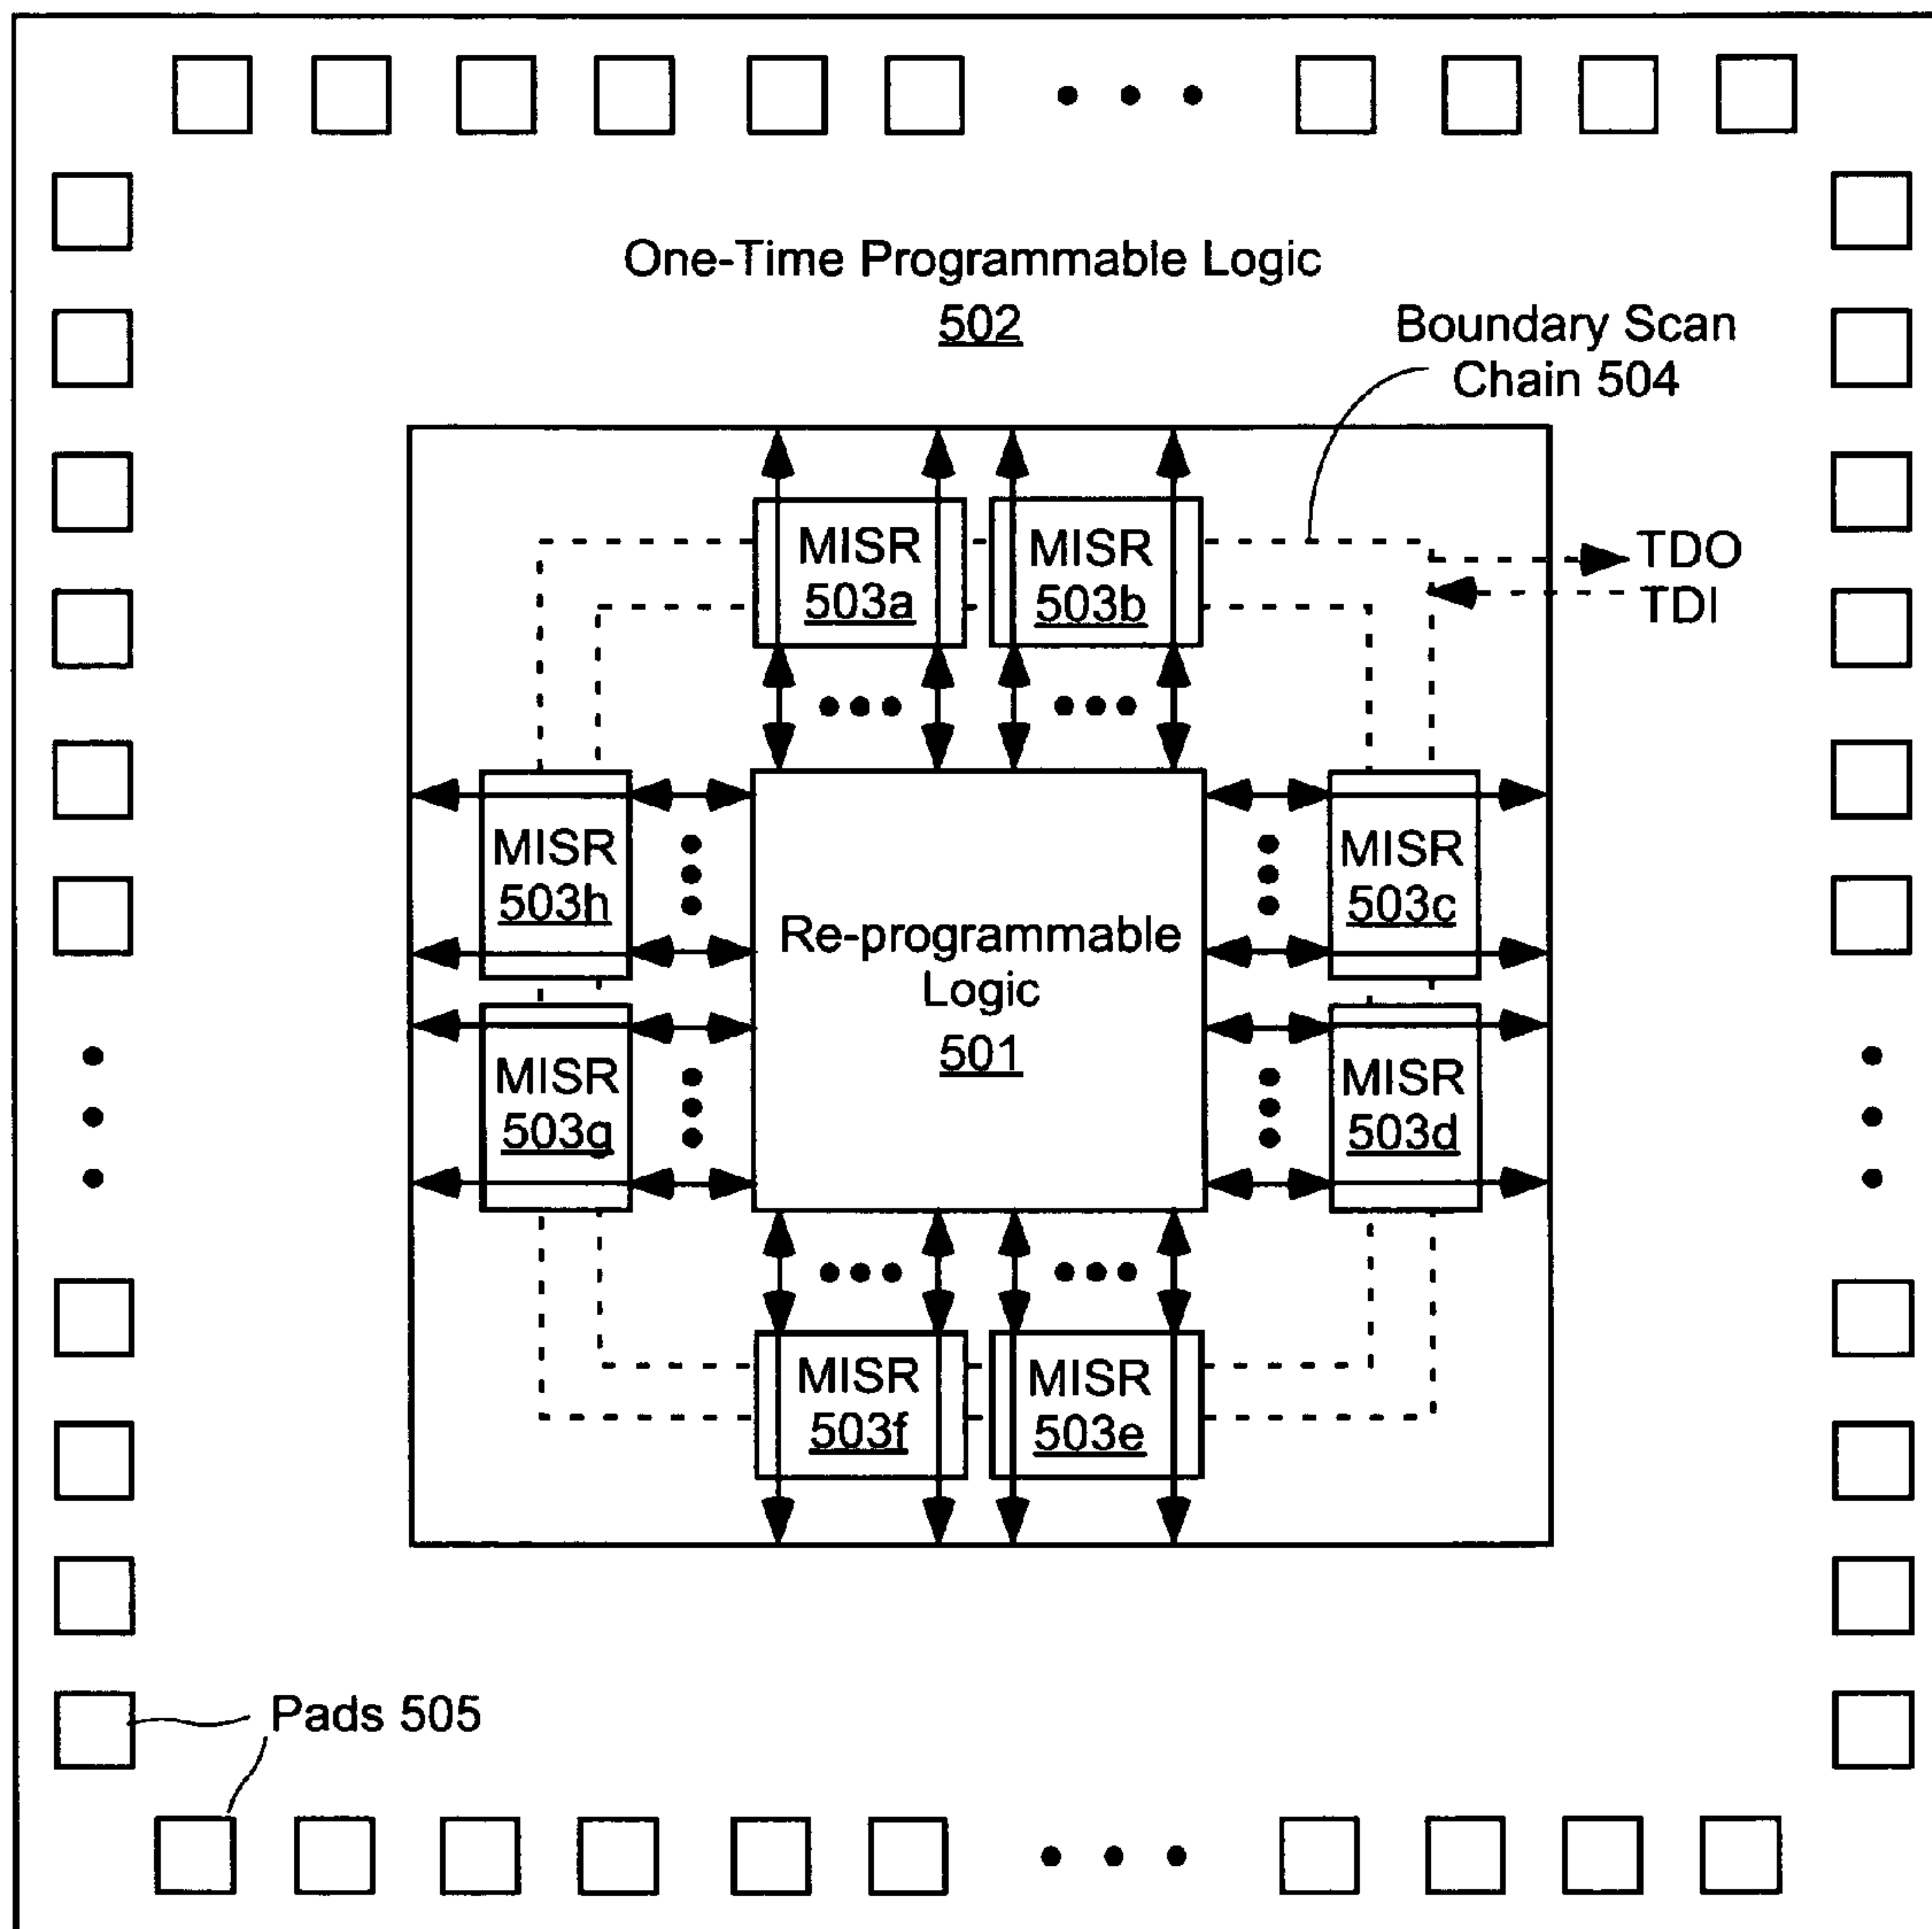 One-Time Programmable Logic
502
Boundary Scan
Chain 504
TDO
TDI
MISR
503a
MISR
503b
MISR
503h
MISR
503c
Re-programmable
Logic
501
MISR
503g
MISR
503d
MISR
503f
MISR
503e
Pads 505